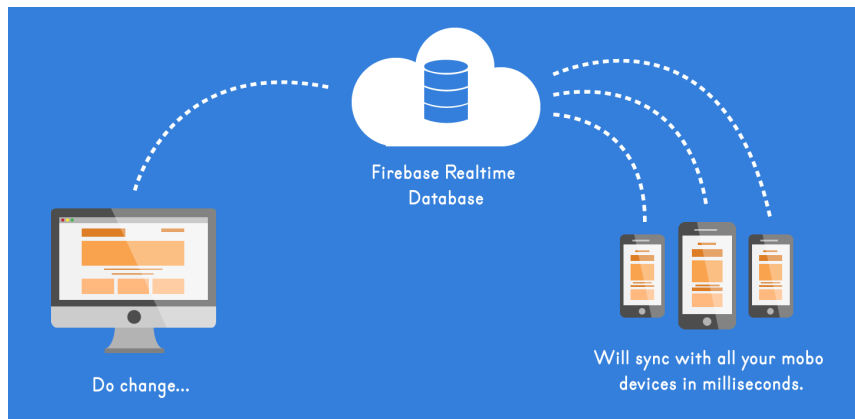 Firebase Realtime
Database
Do change...
Will sync with all your mobo
devices in milliseconds.